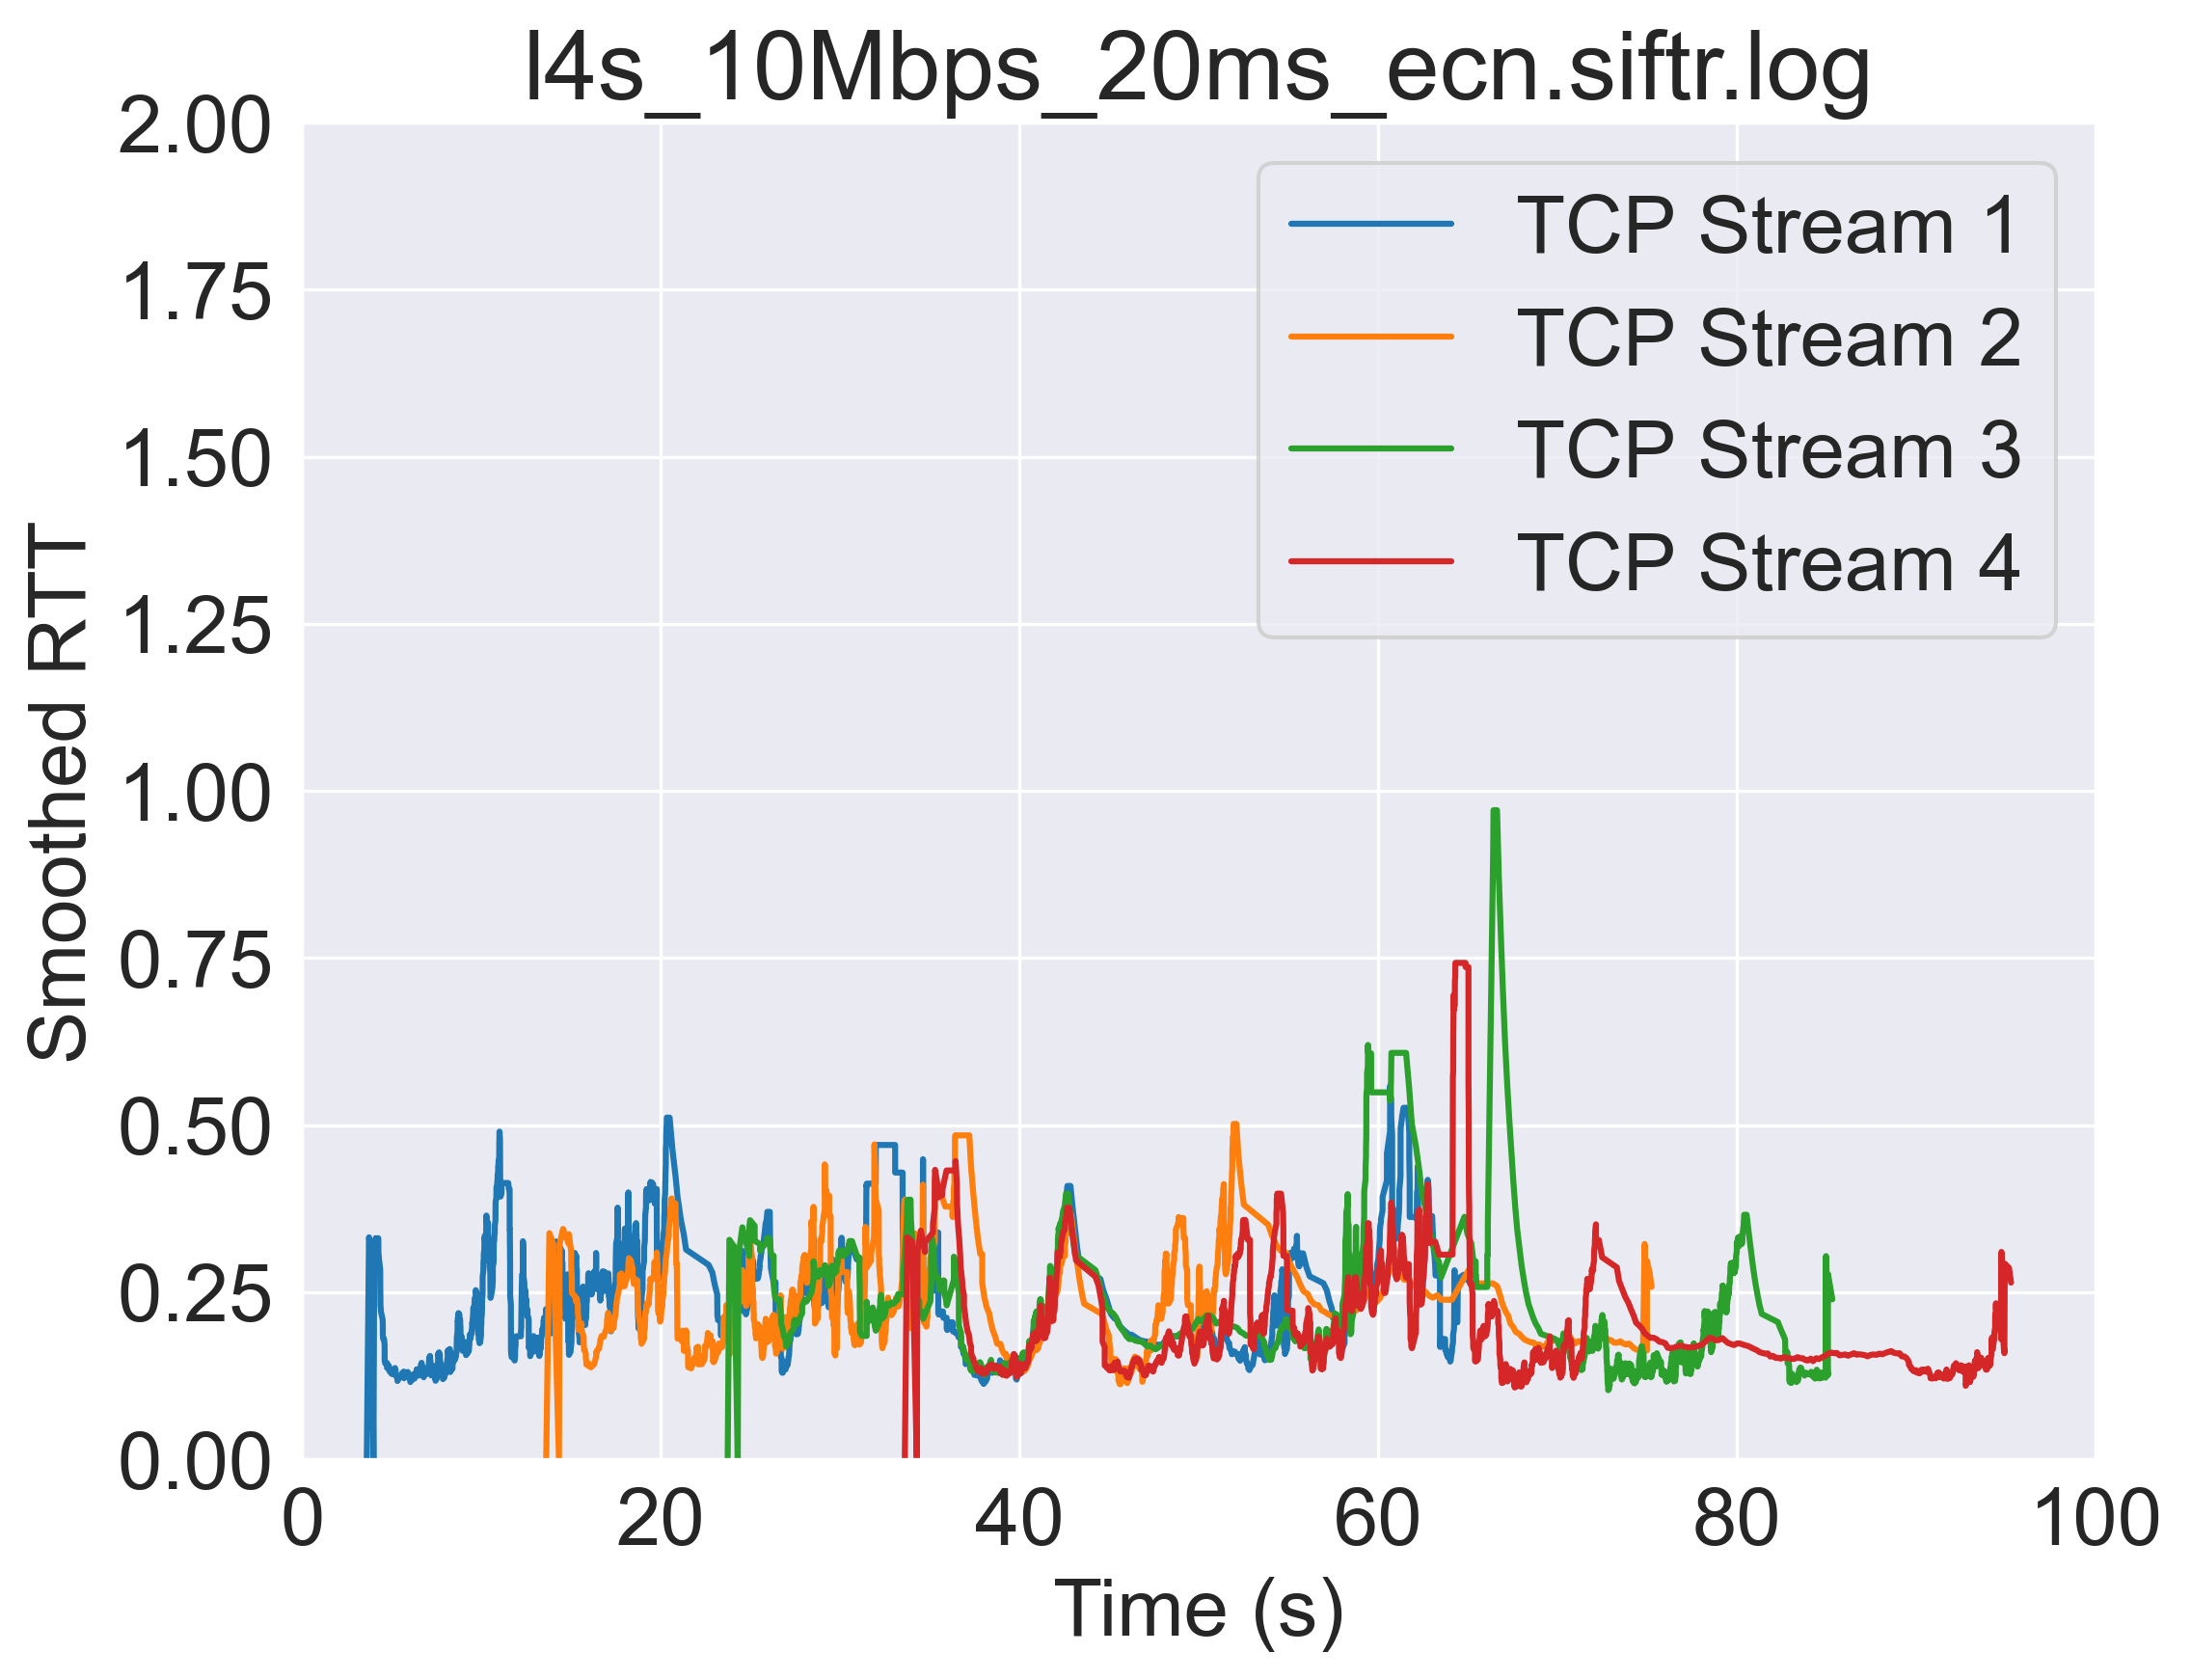 l4s_10Mbps_20ms_ecn.siftr.log
2.00
1.75
1.50
1.25
1.00
0.75
0.50
0.25
0.00
Smoothed RTT
TCP Stream 1
TCP Stream 2
TCP Stream 3
TCP Stream 4
0 20 40 60 80 100
Time (s)